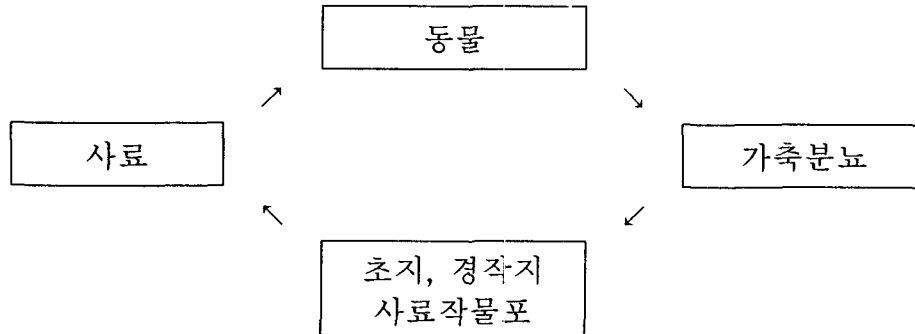 동물
사료
가축분뇨
초지, 경작지
사료작물포